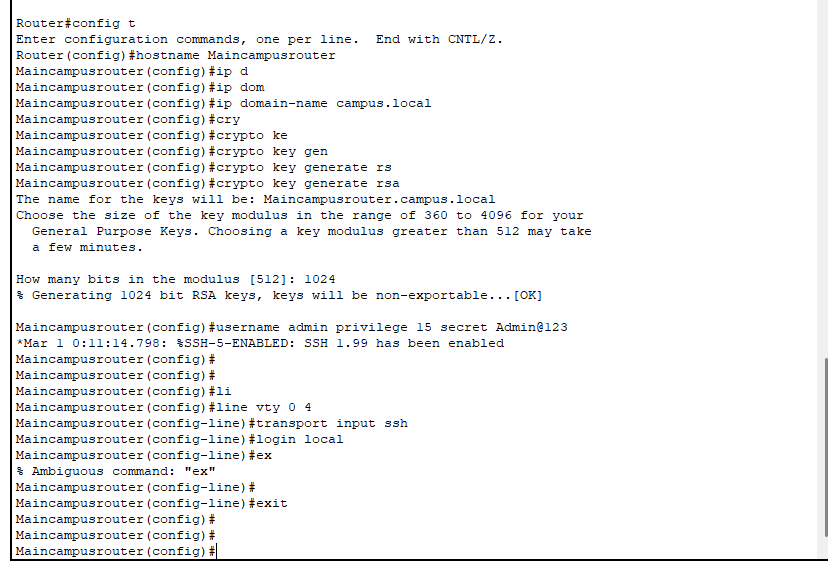 Router#config t
Enter configuration commands, one per line.  End with CNTL/Z.
Router(config)#hostname Maincampusrouter
Maincampusrouter(config)#ip d
Maincampusrouter(config)#ip dom
Maincampusrouter(config)#ip domain-name campus.local
Maincampusrouter(config)#cry
Maincampusrouter(config)#crypto ke
Maincampusrouter(config)#crypto key gen
Maincampusrouter(config)#crypto key generate rs
Maincampusrouter(config)#crypto key generate rsa
The name for the keys will be: Maincampusrouter.campus.local
Choose the size of the key modulus in the range of 360 to 4096 for your
  General Purpose Keys. Choosing a key modulus greater than 512 may take
  a few minutes.

How many bits in the modulus [512]: 1024
% Generating 1024 bit RSA keys, keys will be non-exportable...[OK]

Maincampusrouter(config)#username admin privilege 15 secret Admin@123
*Mar 1 0:11:14.798: %SSH-5-ENABLED: SSH 1.99 has been enabled
Maincampusrouter(config)#
Maincampusrouter(config)#
Maincampusrouter(config)#li
Maincampusrouter(config)#line vty 0 4
Maincampusrouter(config-line)#transport input ssh
Maincampusrouter(config-line)#login local
Maincampusrouter(config-line)#ex
% Ambiguous command: "ex"
Maincampusrouter(config-line)#
Maincampusrouter(config-line)#exit
Maincampusrouter(config)#
Maincampusrouter(config)#
Maincampusrouter(config)#